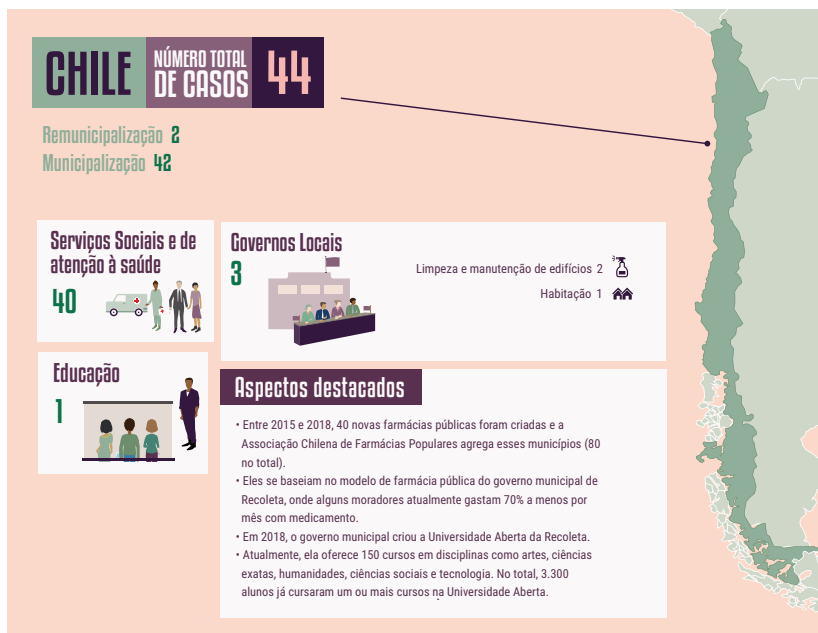 CHILE
NÚMERO TOTAL
DE CASOS
44
Remunicipalização 2
Municipalização 42
Serviços Sociais e de
atenção à saúde
40
Governos Locais
3
Limpeza e manutenção de edifícios 2
Habitação 1
Educação
1
Aspectos destacados
• Entre 2015 e 2018, 40 novas farmácias públicas foram criadas e a
Associação Chilena de Farmácias Populares agrega esses municípios (80
no total).
• Eles se baseiam no modelo de farmácia pública do governo municipal de
Recoleta, onde alguns moradores atualmente gastam 70% a menos por
mês com medicamento.
• Em 2018, o governo municipal criou a Universidade Aberta da Recoleta.
• Atualmente, ela oferece 150 cursos em disciplinas como artes, ciências
exatas, humanidades, ciências sociais e tecnologia. No total, 3.300
alunos já cursaram um ou mais cursos na Universidade Aberta.